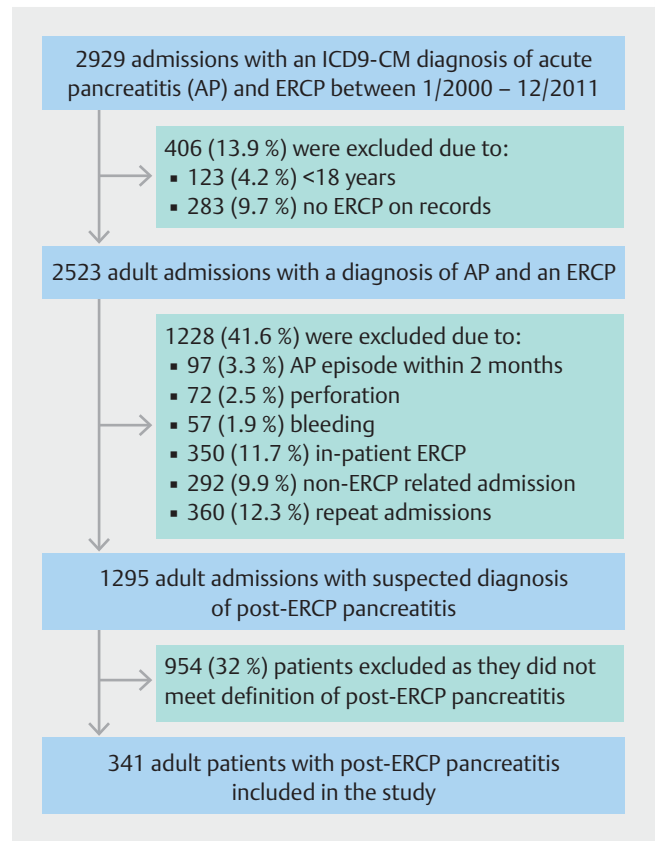 2929 admissions with an ICD9-CM diagnosis of acute
pancreatitis (AP) and ERCP between 1/2000 – 12/2011
406 (13.9 %) were excluded due to:
▪ 123 (4.2 %) <18 years
▪ 283 (9.7 %) no ERCP on records
2523 adult admissions with a diagnosis of AP and an ERCP
1228 (41.6 %) were excluded due to:
▪ 97 (3.3 %) AP episode within 2 months
▪ 72 (2.5 %) perforation
▪ 57 (1.9 %) bleeding
▪ 350 (11.7 %) in-patient ERCP
▪ 292 (9.9 %) non-ERCP related admission
▪ 360 (12.3 %) repeat admissions
1295 adult admissions with suspected diagnosis
of post-ERCP pancreatitis
954 (32 %) patients excluded as they did not
meet definition of post-ERCP pancreatitis
341 adult patients with post-ERCP pancreatitis
included in the study